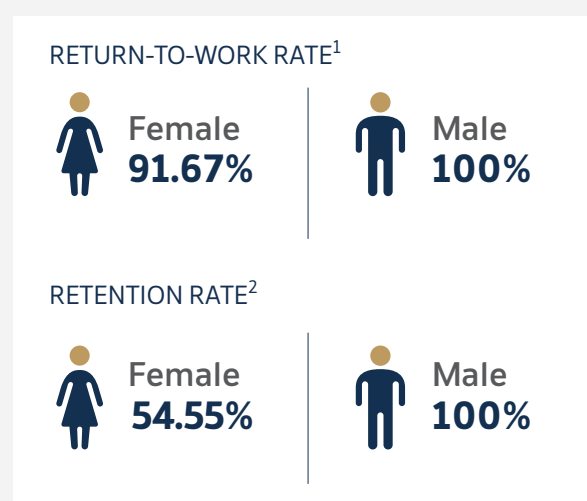 RETURN-TO-WORK RATE¹
Female
91.67%
Male
100%
RETENTION RATE²
Female
54.55%
Male
100%